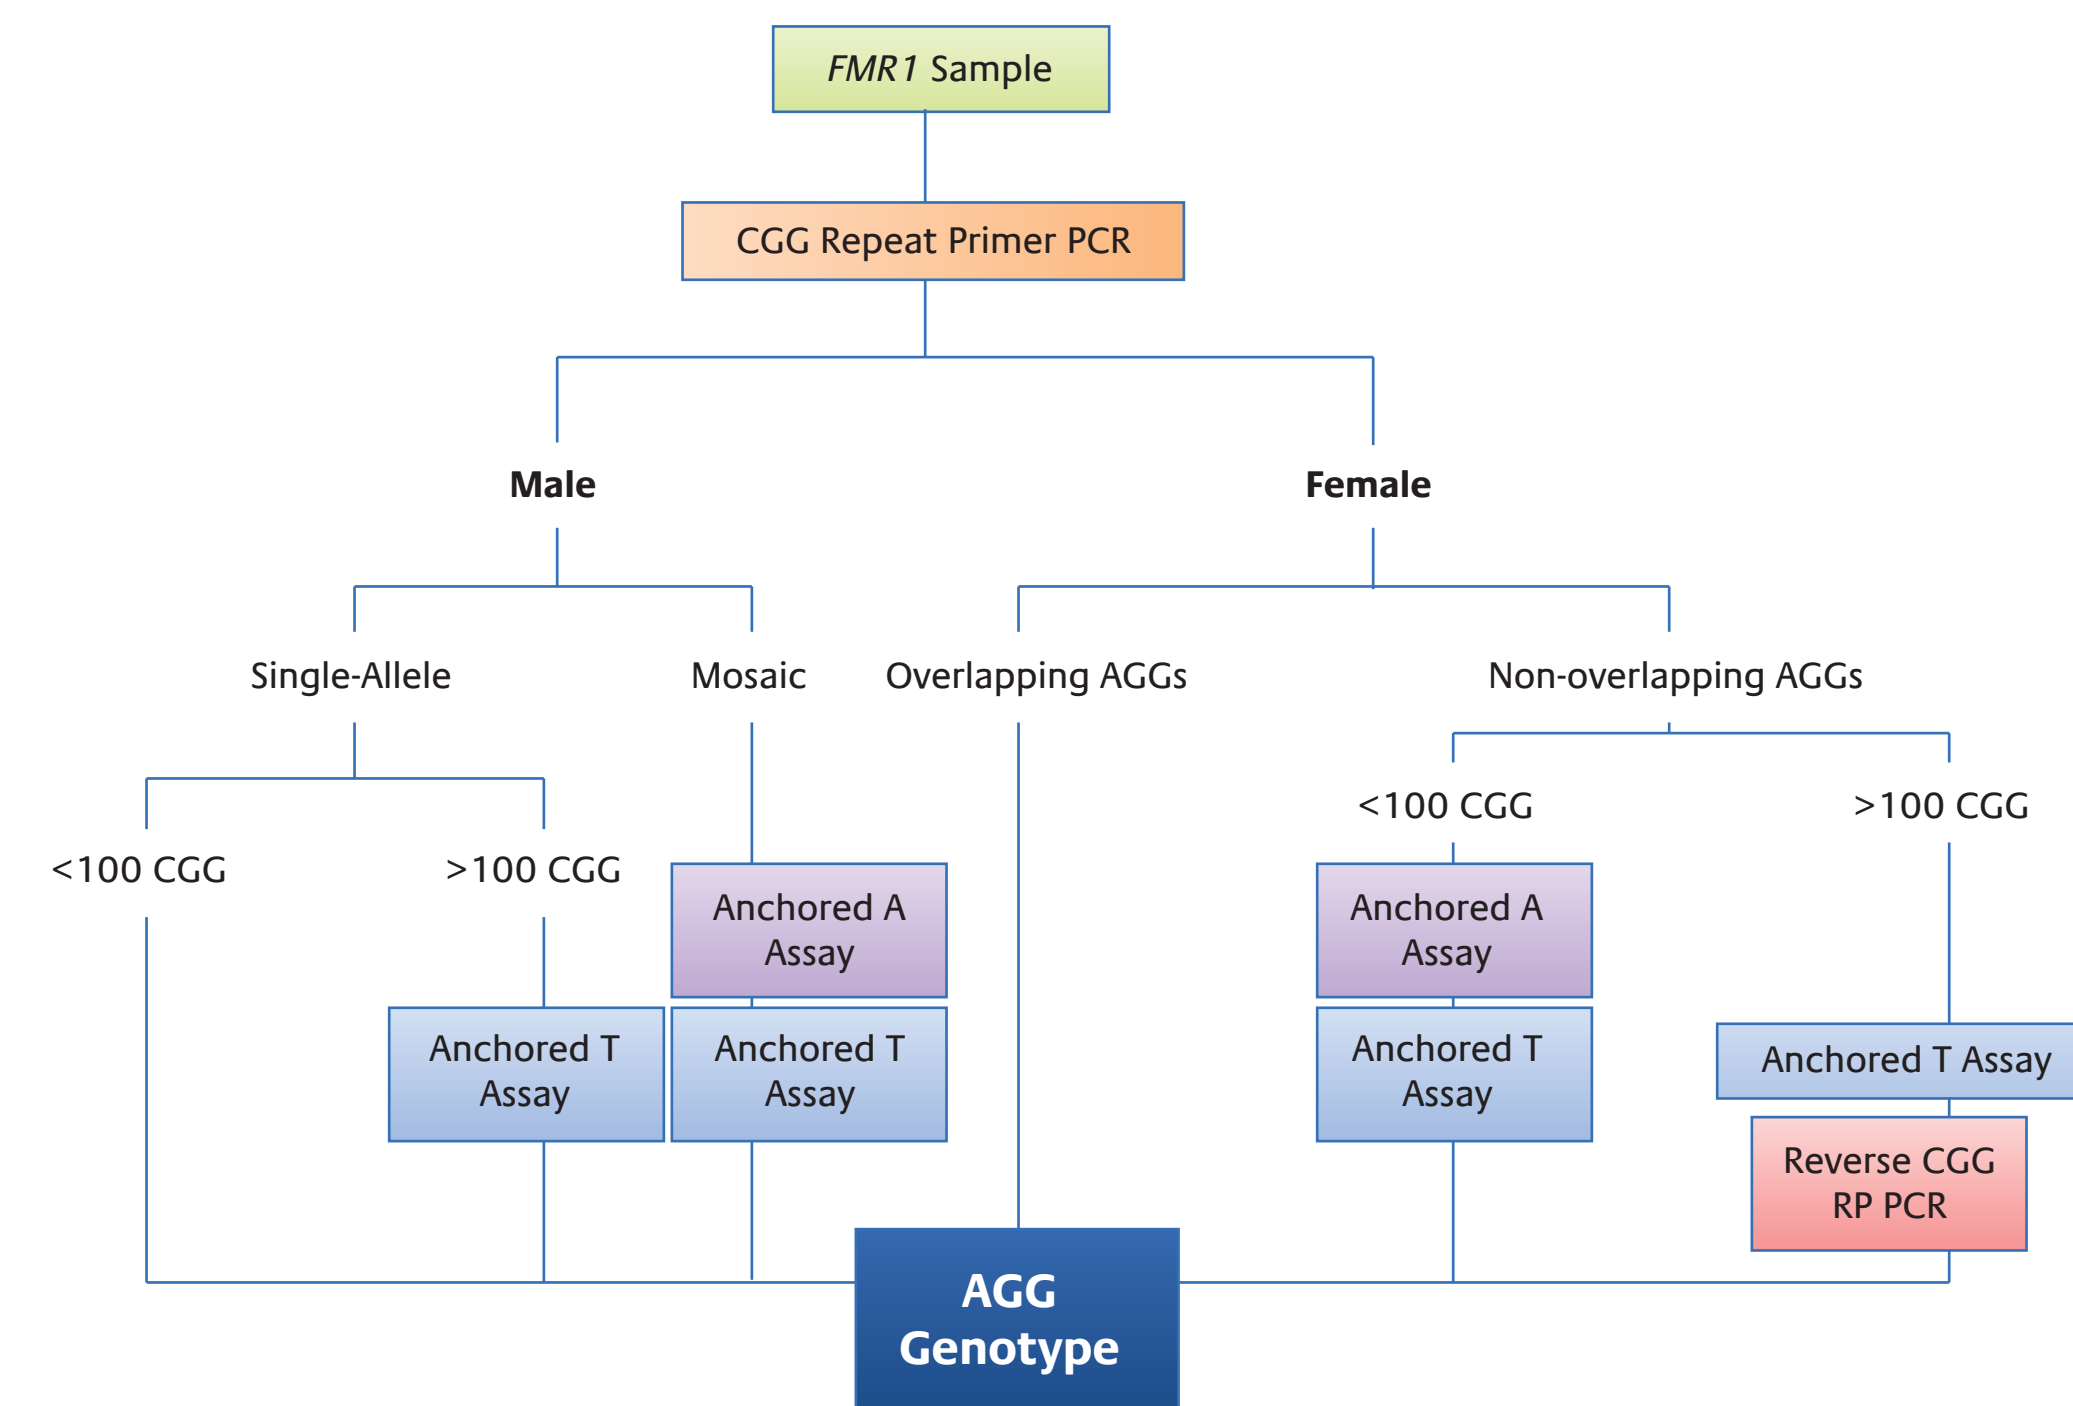 FMR1 Sample
CGG Repeat Primer PCR
Male
Female
Single-Allele
Mosaic
Overlapping AGGs
Non-overlapping AGGs
<100 CGG
>100 CGG
<100 CGG
>100 CGG
Anchored A
Assay
Anchored A
Assay
Anchored T
Assay
Anchored T
Assay
Anchored T
Assay
Anchored T Assay
Reverse CGG
RP PCR
AGG
Genotype